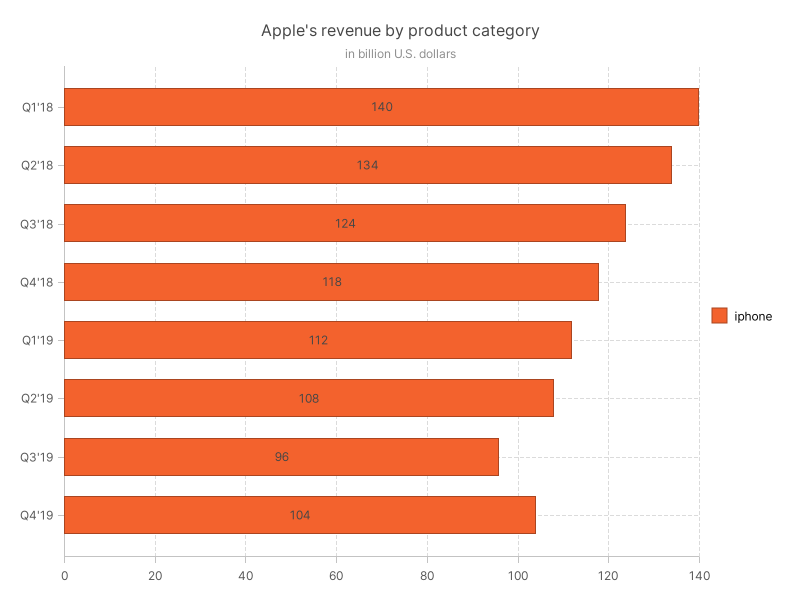 Apple's revenue by product category
in billion U.S. dollars
Q1'18 140
Q2'18 134
Q3'18 124
Q4'18 118
iphone
Q1'19 112
Q2'19 108
Q3'19 96
Q4'19 104
0 20 40 60 80 100 120 140